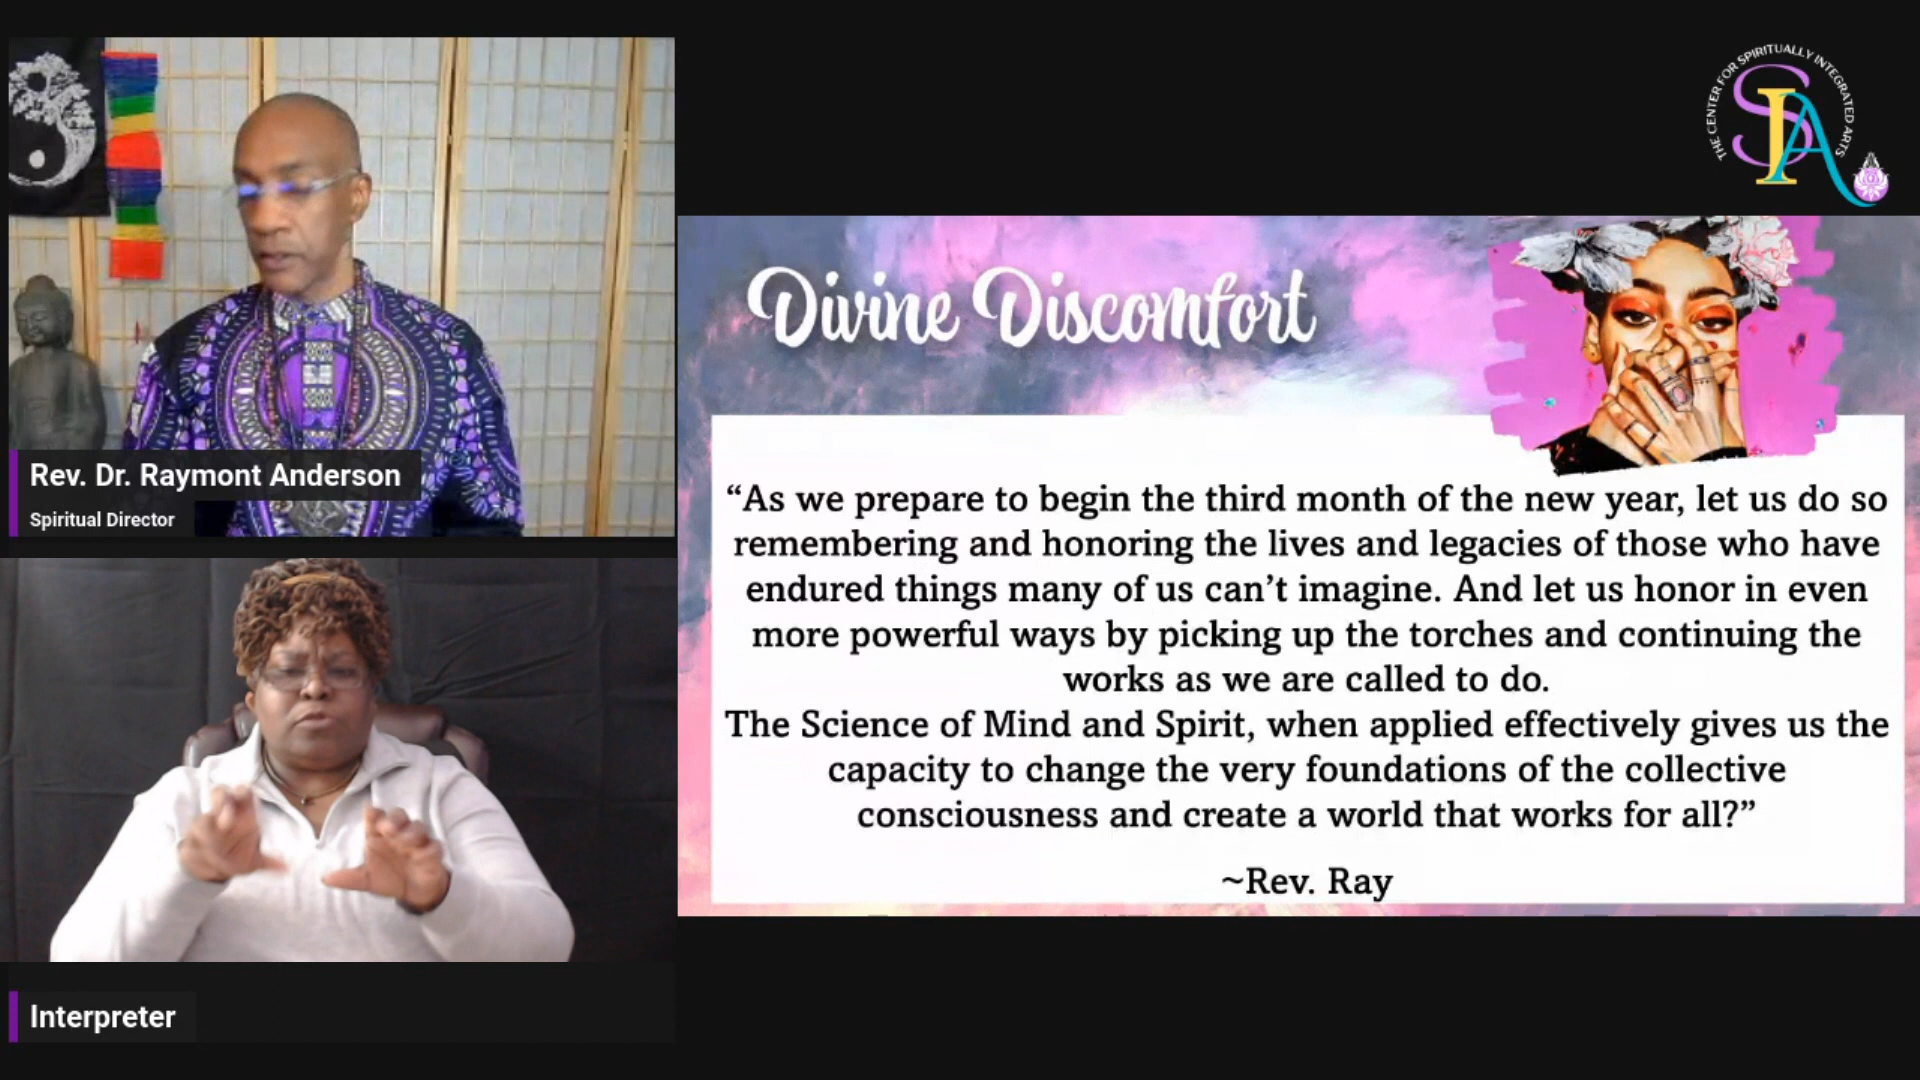 Rev. Dr. Raymont Anderson
Spiritual Director
Interpreter
THE CENTER FOR SPIRITUALLY INTEGRATED ARTS
SIA
Divine Discomfort
“As we prepare to begin the third month of the new year, let us do so
remembering and honoring the lives and legacies of those who have
endured things many of us can’t imagine. And let us honor in even
more powerful ways by picking up the torches and continuing the
works as we are called to do.
The Science of Mind and Spirit, when applied effectively gives us the
capacity to change the very foundations of the collective
consciousness and create a world that works for all?”
~Rev. Ray